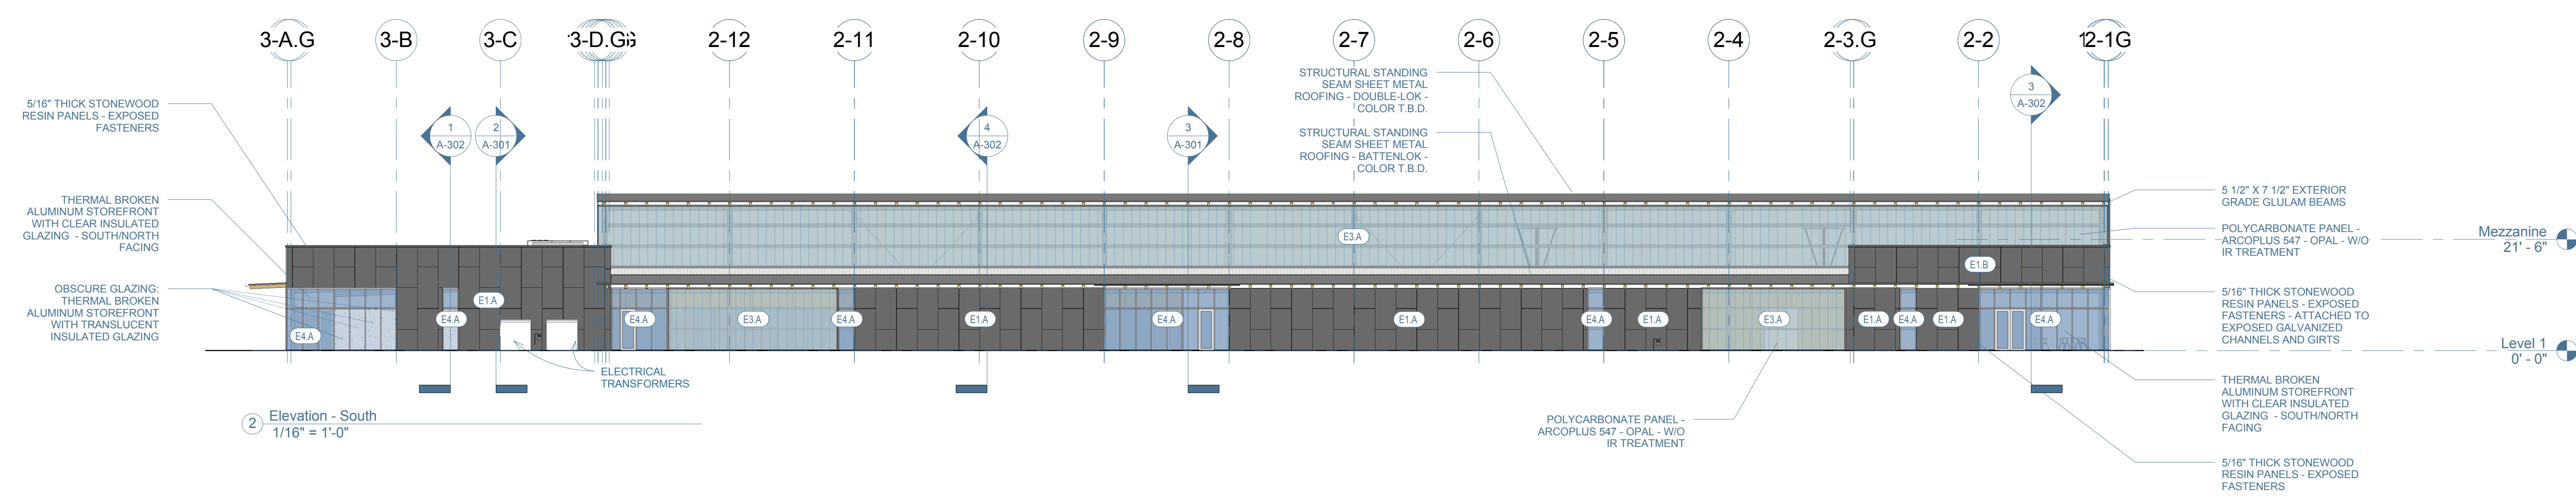 3-A.G
3-B
3-C
2-12
2-11
2-10
2-9
2-8
2-7
2-6
2-5
2-4
2-3.G
2-2
5/16" THICK STONEWOOD
RESIN PANELS - EXPOSED
FASTENERS
THERMAL BROKEN
ALUMINUM STOREFRONT
WITH CLEAR INSULATED
GLAZING - SOUTH/NORTH
FACING
OBSCURE GLAZING:
THERMAL BROKEN
ALUMINUM STOREFRONT
WITH TRANSLUCENT
INSULATED GLAZING
1
A-302
2
A-301
4
A-302
3
A-301
3
A-302
STRUCTURAL STANDING
SEAM SHEET METAL
ROOFING - DOUBLE-LOK -
COLOR T.B.D.
STRUCTURAL STANDING
SEAM SHEET METAL
ROOFING - BATTENLOK -
COLOR T.B.D.
E3.A
E1.B
E1.A
E4.A
E4.A
E4.A
E3.A
E4.A
E1.A
E4.A
E1.A
E4.A
E1.A
E3.A
E1.A
E4.A
E1.A
E4.A
5 1/2" X 7 1/2" EXTERIOR
GRADE GLULAM BEAMS
POLYCARBONATE PANEL -
ARCOPLUS 547 - OPAL - W/O
IR TREATMENT
Mezzanine
21' - 6"
5/16" THICK STONEWOOD
RESIN PANELS - EXPOSED
FASTENERS - ATTACHED TO
EXPOSED GALVANIZED
CHANNELS AND GIRTS
Level 1
0' - 0"
THERMAL BROKEN
ALUMINUM STOREFRONT
WITH CLEAR INSULATED
GLAZING - SOUTH/NORTH
FACING
5/16" THICK STONEWOOD
RESIN PANELS - EXPOSED
FASTENERS
ELECTRICAL
TRANSFORMERS
POLYCARBONATE PANEL -
ARCOPLUS 547 - OPAL - W/O
IR TREATMENT
2
Elevation - South
1/16" = 1'-0"